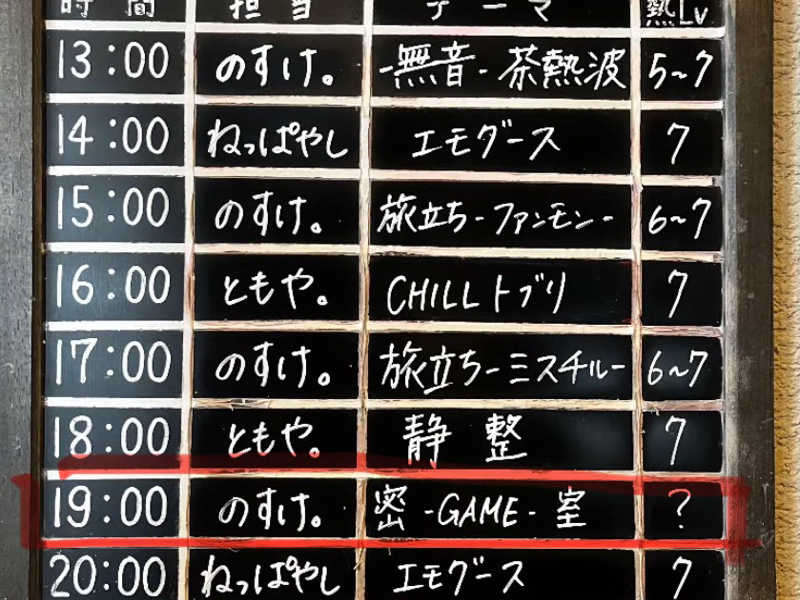 時間 担当 テーマ 熱Lv
13:00 のすけ。 -無音-茶熱波 5~7
14:00 ねっぱやし エモグース 7
15:00 のすけ。 旅立ち-ファンモン- 6~7
16:00 ともや。 CHILLトブリ 7
17:00 のすけ。 旅立ち-ミスチル- 6~7
18:00 ともや。 静 整 7
19:00 のすけ。 密-GAME-室 ?
20:00 ねっぱやし エモグース 7